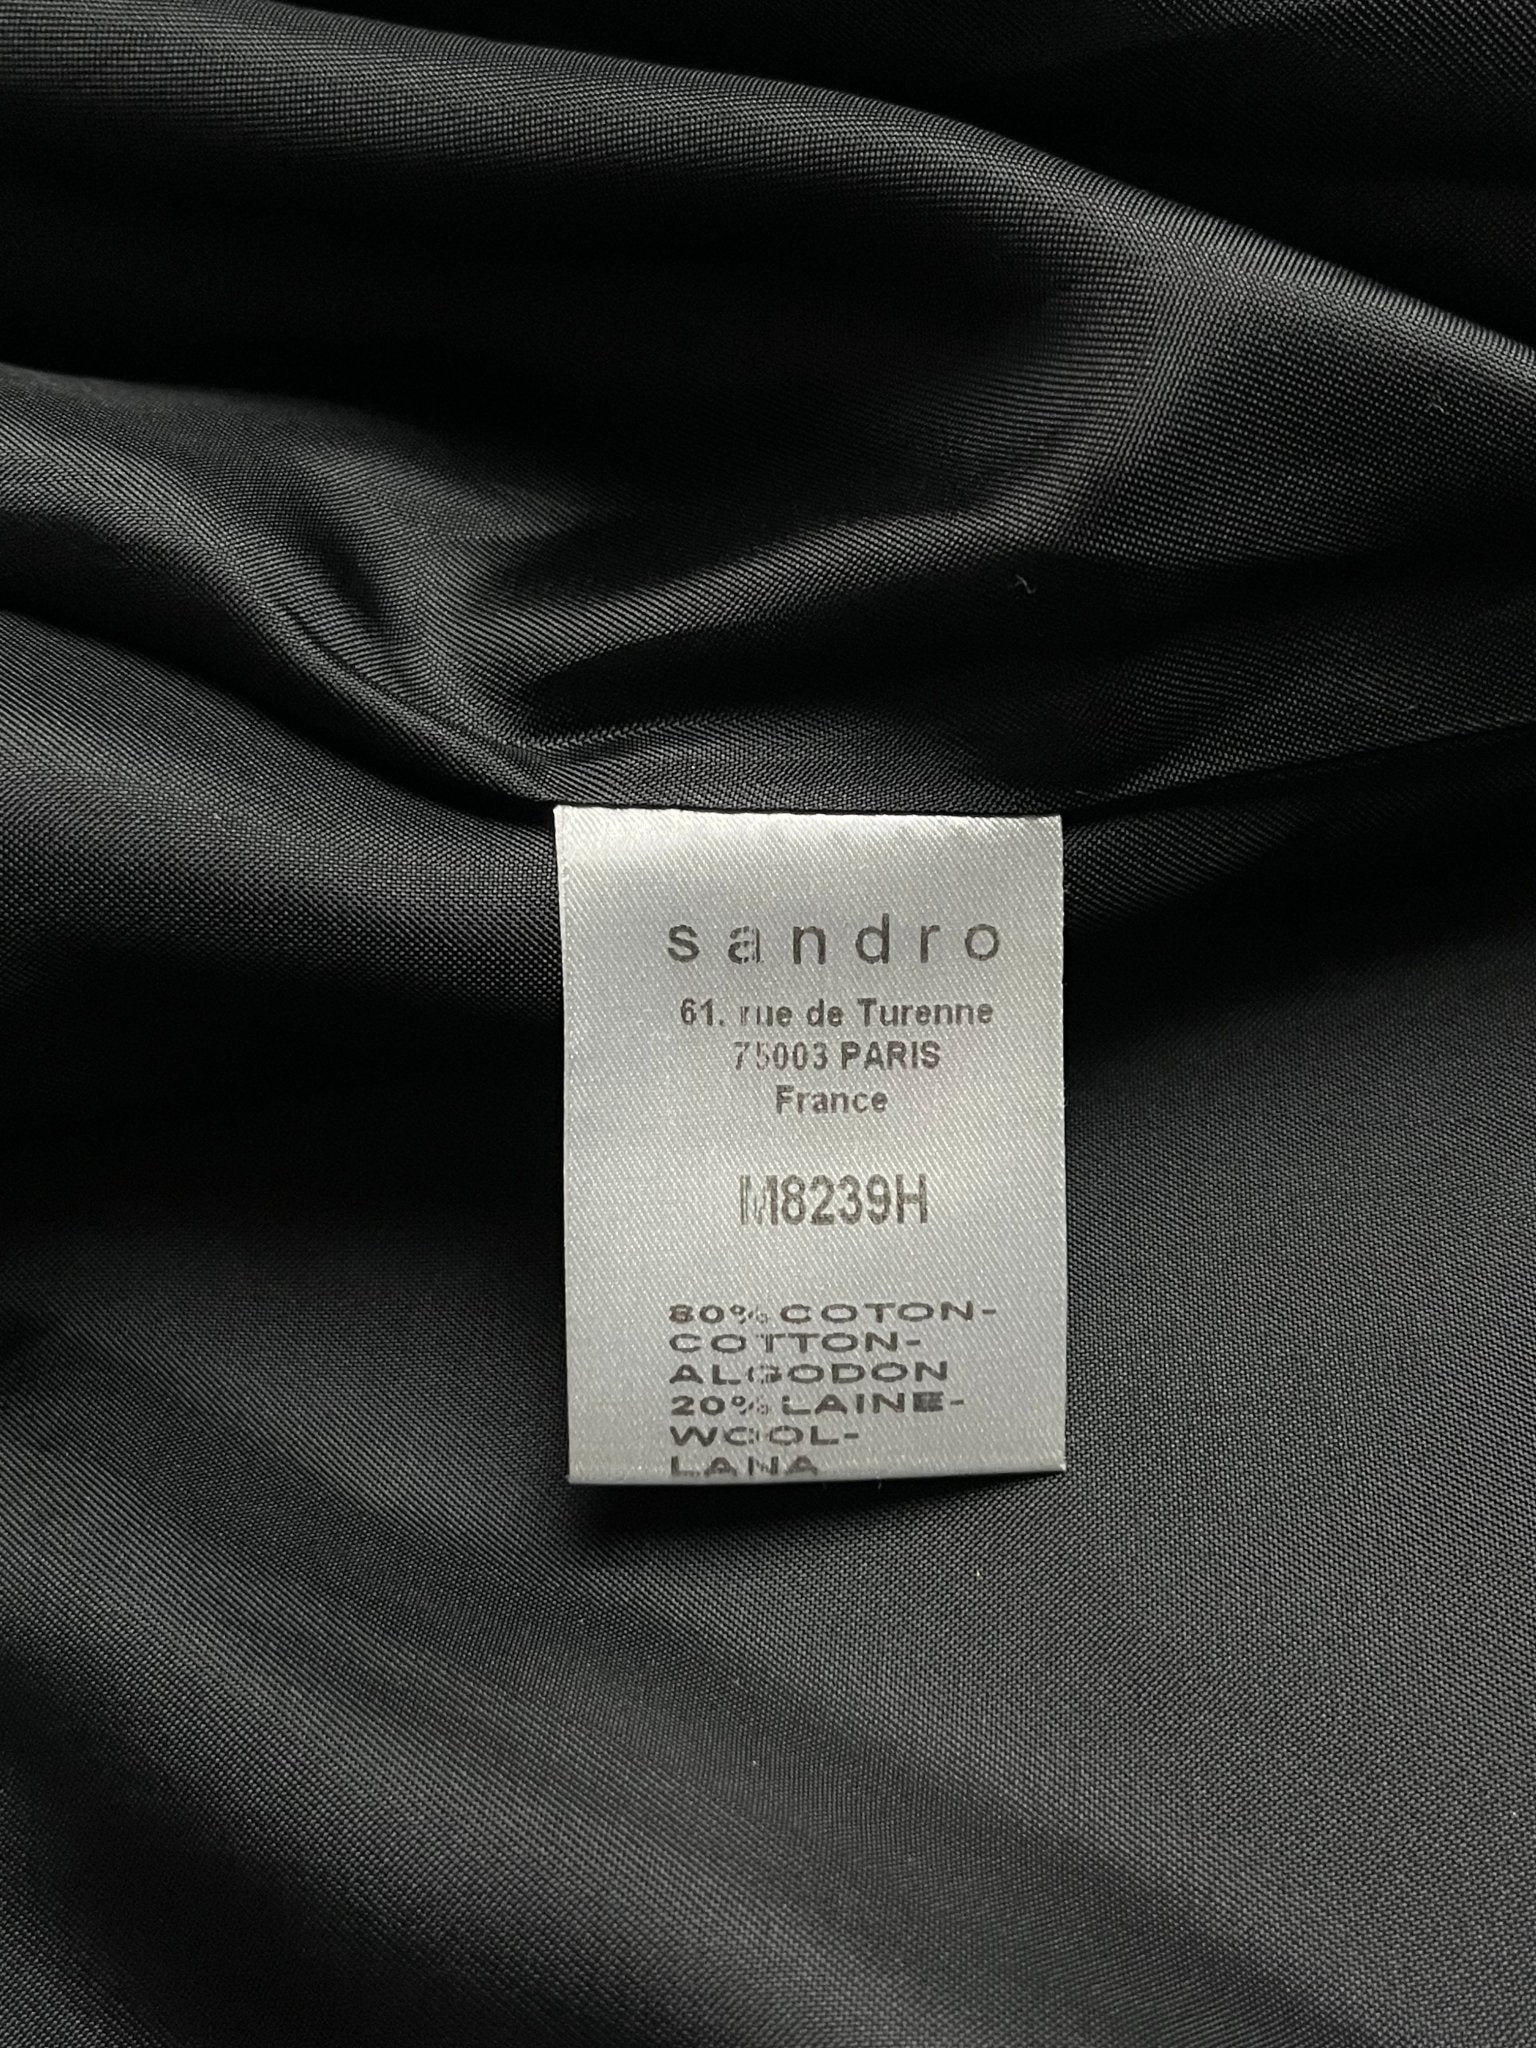 sandro
61. rue de Turenne
75003 PARIS
France
M8239H
80% COTON-
COTTON-
ALGODON
20% LAINE-
WOOL-
LANA